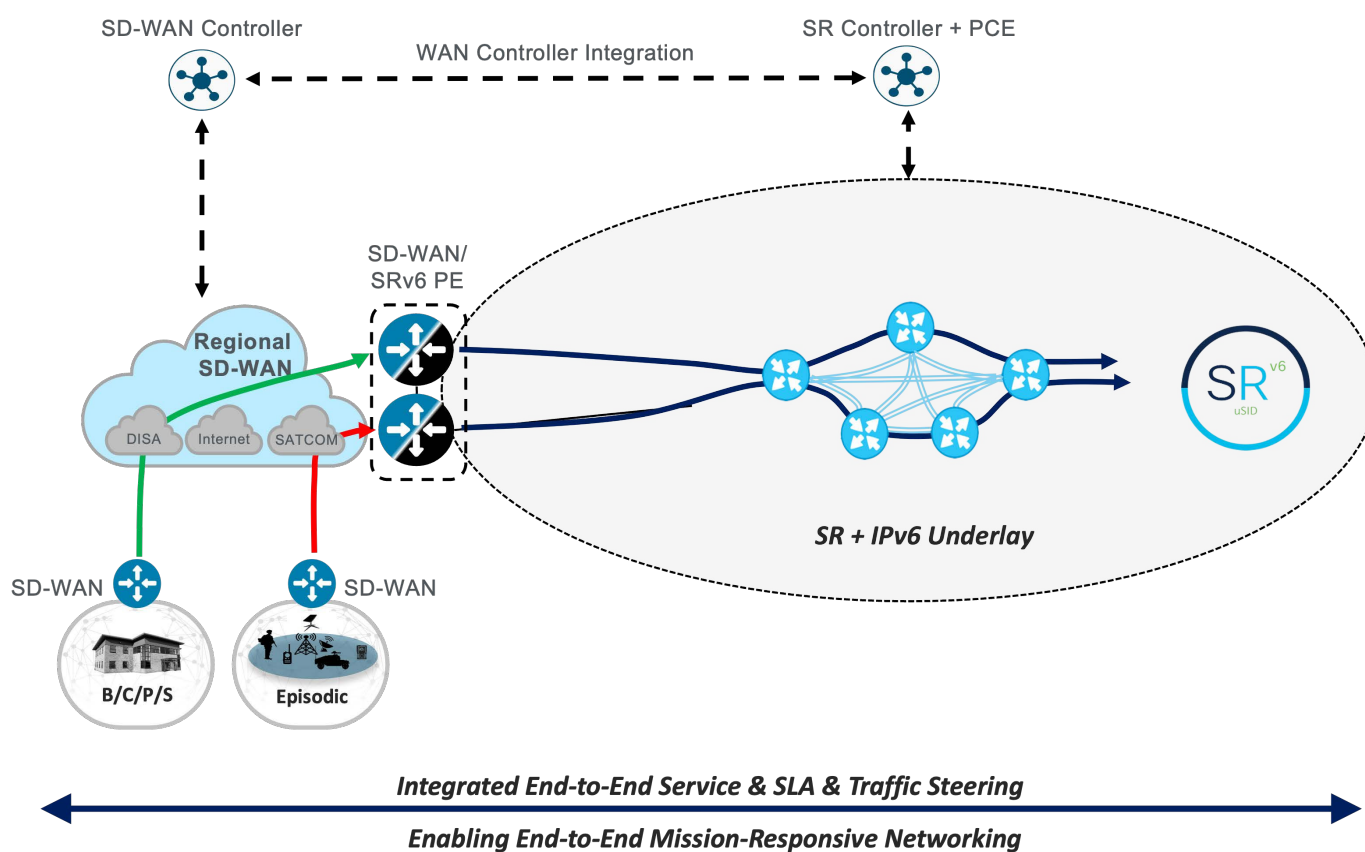 SD-WAN Controller
SR Controller + PCE
WAN Controller Integration
SD-WAN/
SRv6 PE
Regional
SD-WAN
DISA
Internet
SATCOM
SR v6
uSID
SR + IPv6 Underlay
SD-WAN
SD-WAN
B/C/P/S
Episodic
Integrated End-to-End Service & SLA & Traffic Steering
Enabling End-to-End Mission-Responsive Networking